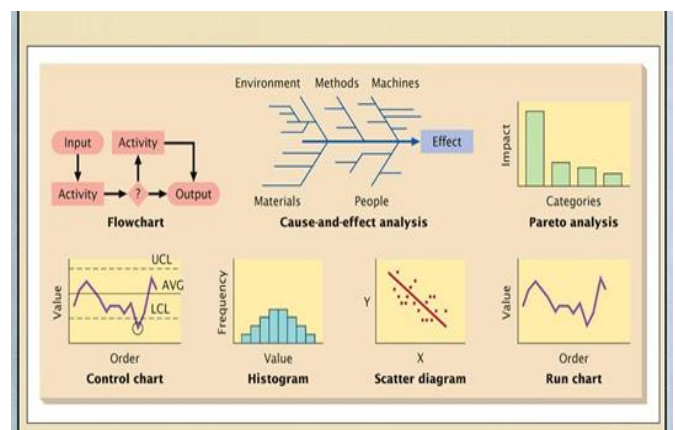 Environment Methods Machines
Input
Activity
Activity
?
Output
Flowchart
Effect
Materials People
Cause-and-effect analysis
Impact
Categories
Pareto analysis
UCL
AVG
LCL
Value
Order
Control chart
Frequency
Value
Histogram
Y
X
Scatter diagram
Value
Order
Run chart